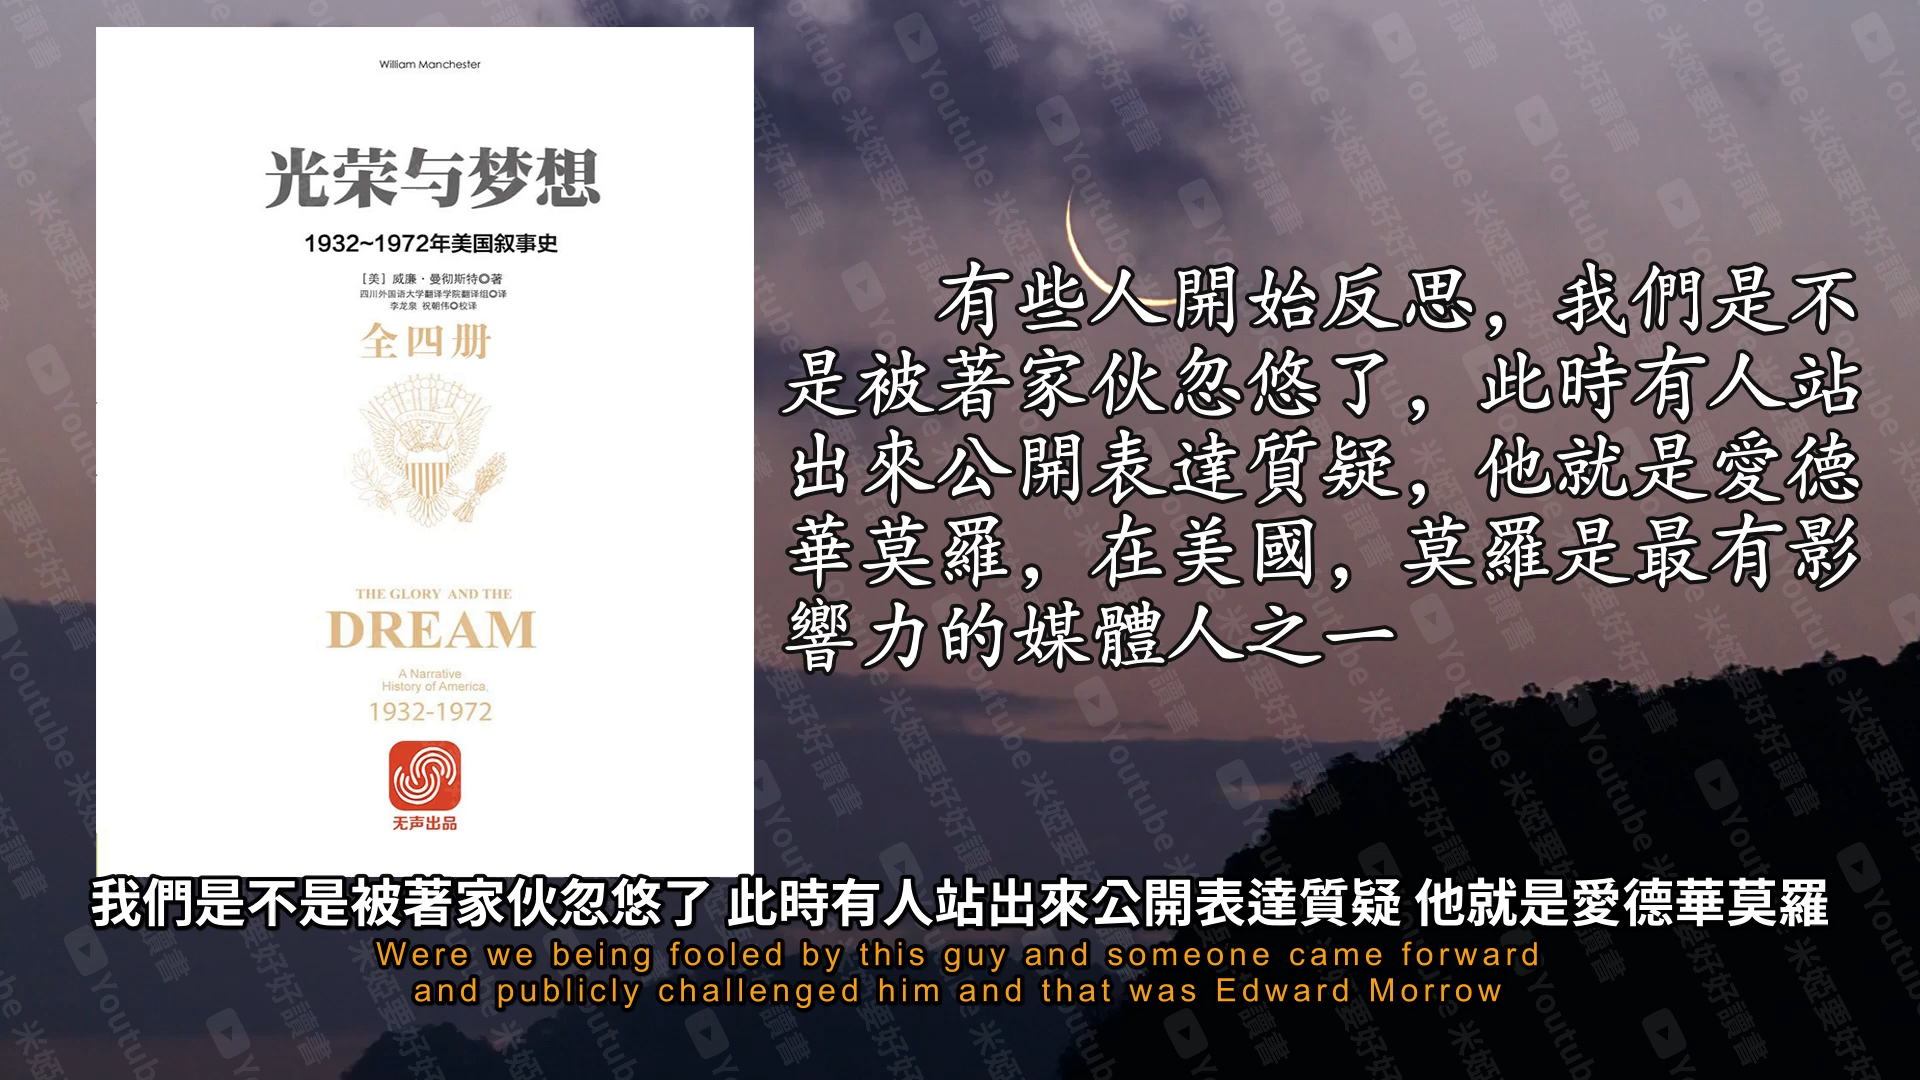 William Manchester
光荣与梦想
1932~1972年美国叙事史
[美] 威廉·曼彻斯特◎著
四川外国语大学翻译学院翻译组◎译
李龙泉 祝朝伟◎校译
全四册
THE GLORY AND THE
DREAM
A Narrative
History of America,
1932-1972
无声出品
有些人開始反思，我們是不
是被著家伙忽悠了，此時有人站
出來公開表達質疑，他就是愛德
華莫羅，在美國，莫羅是最有影
響力的媒體人之一
我們是不是被著家伙忽悠了 此時有人站出來公開表達質疑 他就是愛德華莫羅
Were we being fooled by this guy and someone came forward
and publicly challenged him and that was Edward Morrow
Youtube 米婭要好好讀書